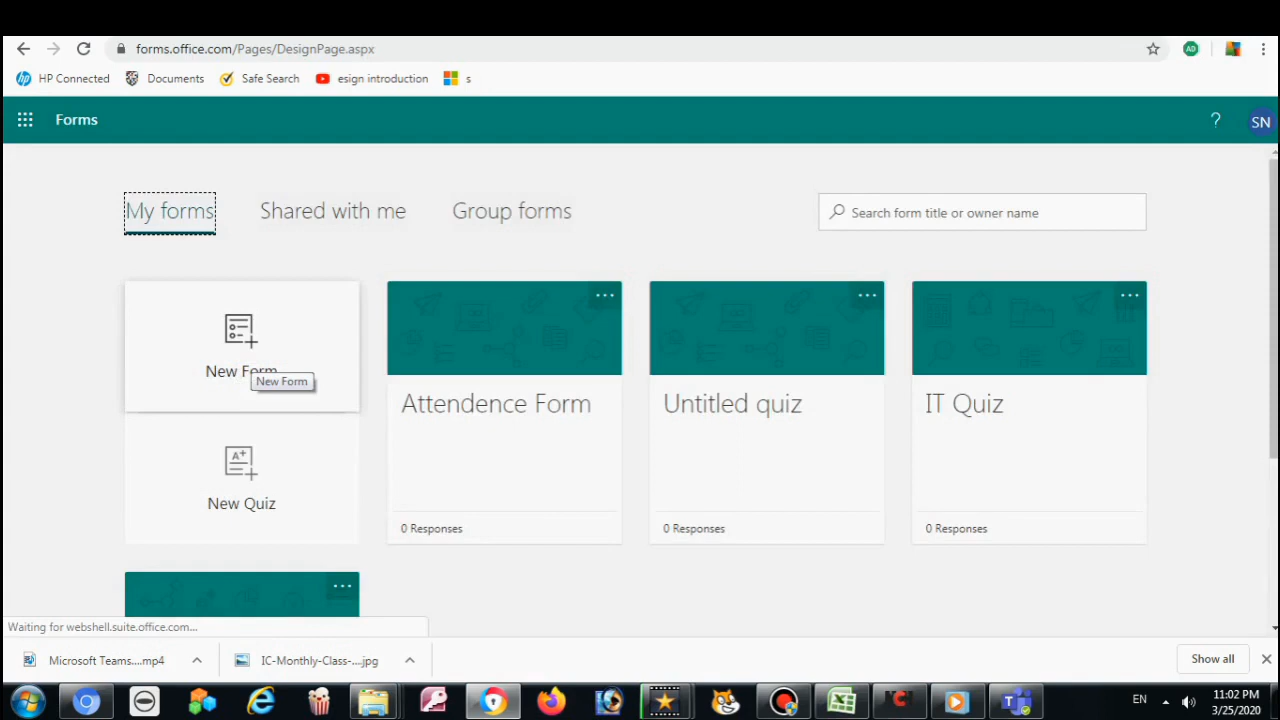 forms.office.com/Pages/DesignPage.aspx
HP Connected Documents Safe Search esign introduction s
Forms ? SN
My forms Shared with me Group forms
Search form title or owner name
New Form
New Form
New Quiz
Attendence Form
0 Responses
Untitled quiz
0 Responses
IT Quiz
0 Responses
Waiting for webshell.suite.office.com...
Microsoft Teams....mp4 IC-Monthly-Class-....jpg Show all
EN
11:02 PM
3/25/2020